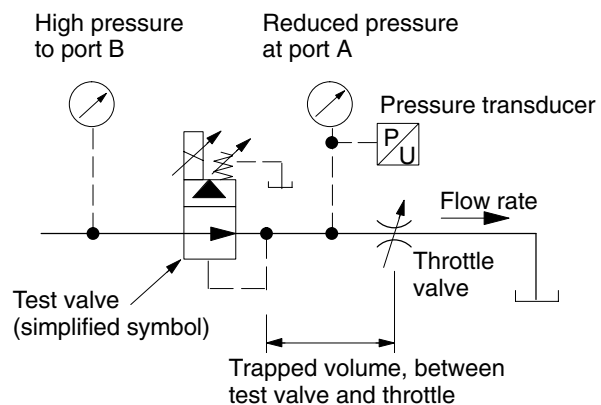 High pressure
to port B
Reduced pressure
at port A
Pressure transducer
P
U
Flow rate
Throttle
valve
Test valve
(simplified symbol)
Trapped volume, between
test valve and throttle